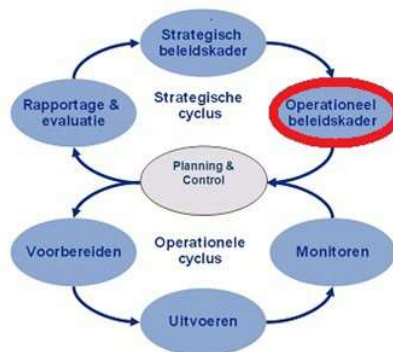 Strategisch
beleidskader
Rapportage &
evaluatie
Strategische
cyclus
Operationeel
beleidskader
Planning &
Control
Voorbereiden
Operationele
cyclus
Monitoren
Uitvoeren